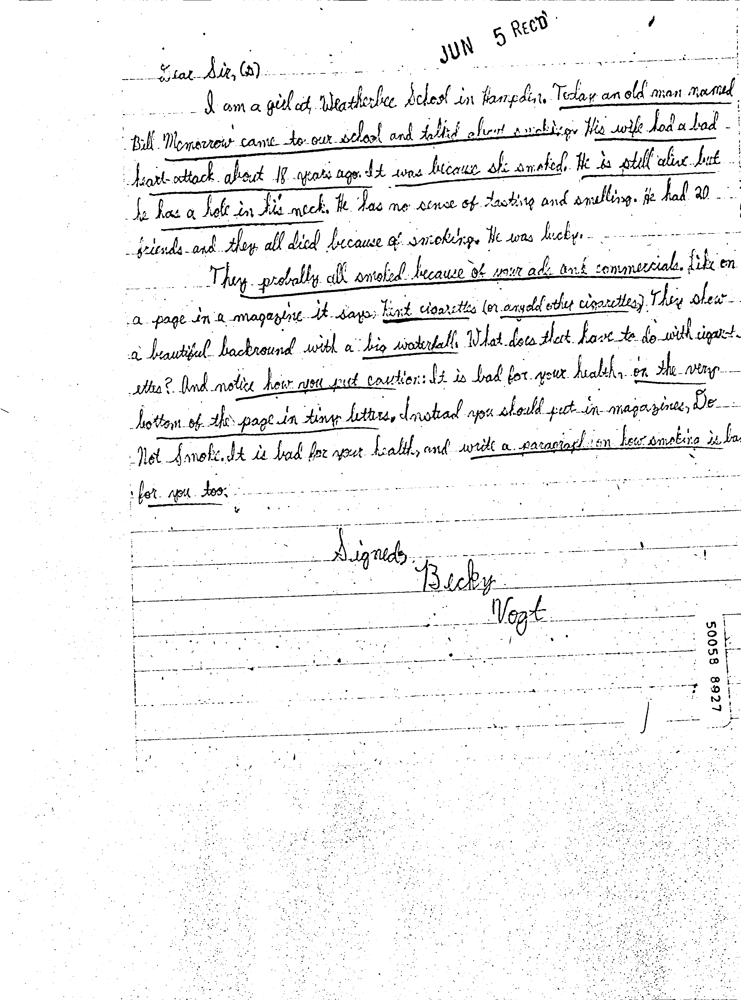 JUN 5 REC'D
Dear Sir, (s)
I am a girl at Weatherbee School in Hampdin. Today an old man named
Bill Mcmorrow came to our school and talked about smoking. His wife had a bad
heart-attack about 18 years ago. It was because she smoked. He is still alive but
he has a hole in his neck. He has no sense of tasting and smelling. He had 20
friends and they all died because of smoking. He was lucky.
They probally all smoked because of your ads and commercials. Like on
a page in a magazine it says; Kent cigarettes (or anyold other cigarettes). They show
a beautiful backround with a big waterfall. What does that have to do with cigaret-
ettes? And notice how you put caution: It is bad for your health, on the very
bottom of the page in tiny letters. Instead you should put in magazines, Do
Not Smoke. It is bad for your health, and write a paragraph on how smoking is ba
for you too.
Signed,
Becky
Vogt
50058 8927